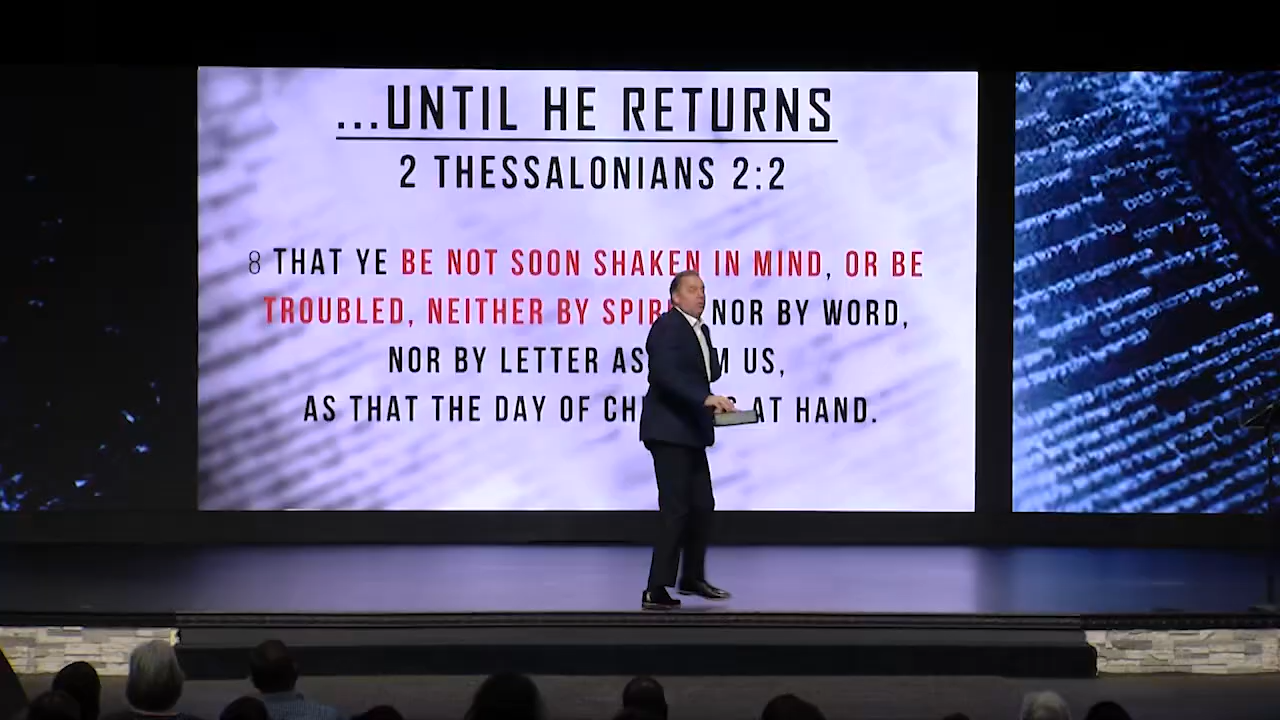 ...UNTIL HE RETURNS
2 THESSALONIANS 2:2
8 THAT YE BE NOT SOON SHAKEN IN MIND, OR BE
TROUBLED, NEITHER BY NOR BY WORD,
NOR BY LETTER AS US,
AS THAT THE DAY OF AT HAND.